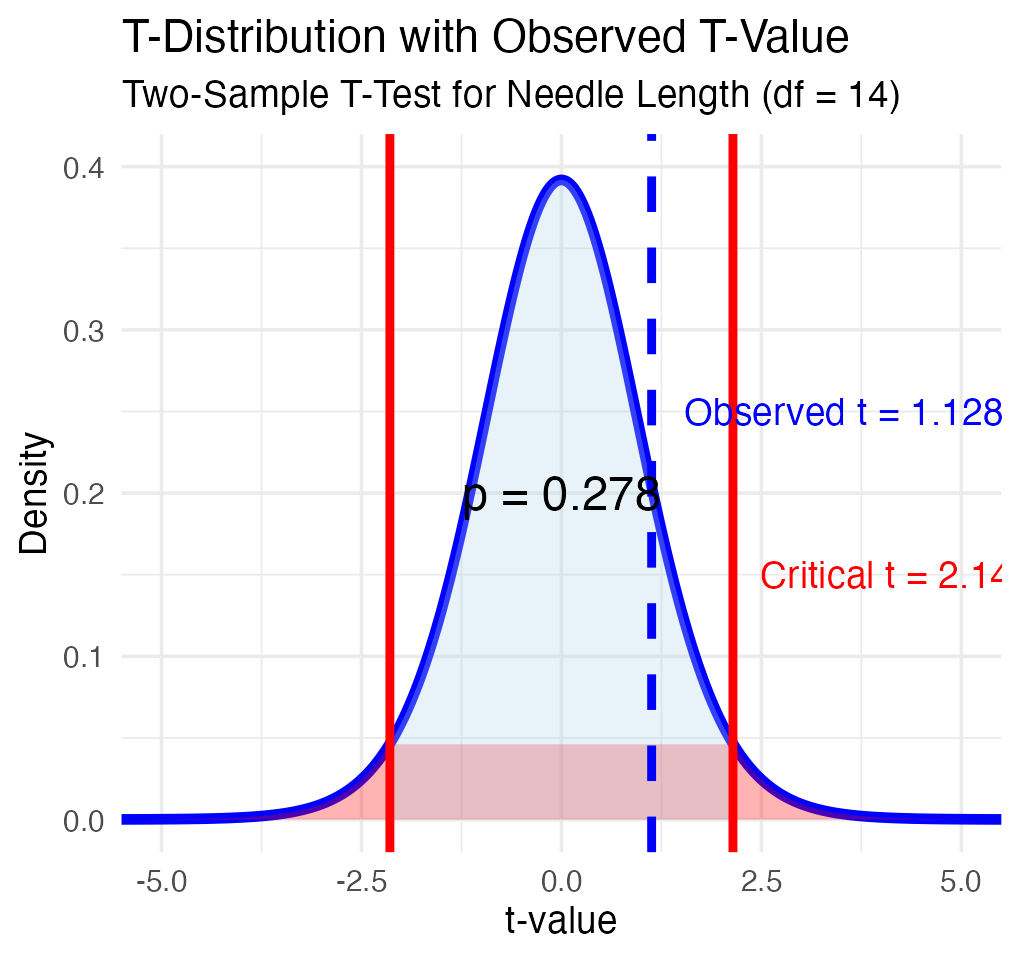 T-Distribution with Observed T-Value
Two-Sample T-Test for Needle Length (df = 14)
0.4
0.3
0.2
0.1
0.0
Density
Observed t = 1.128
p = 0.278
Critical t = 2.14
-5.0 -2.5 0.0 2.5 5.0
t-value